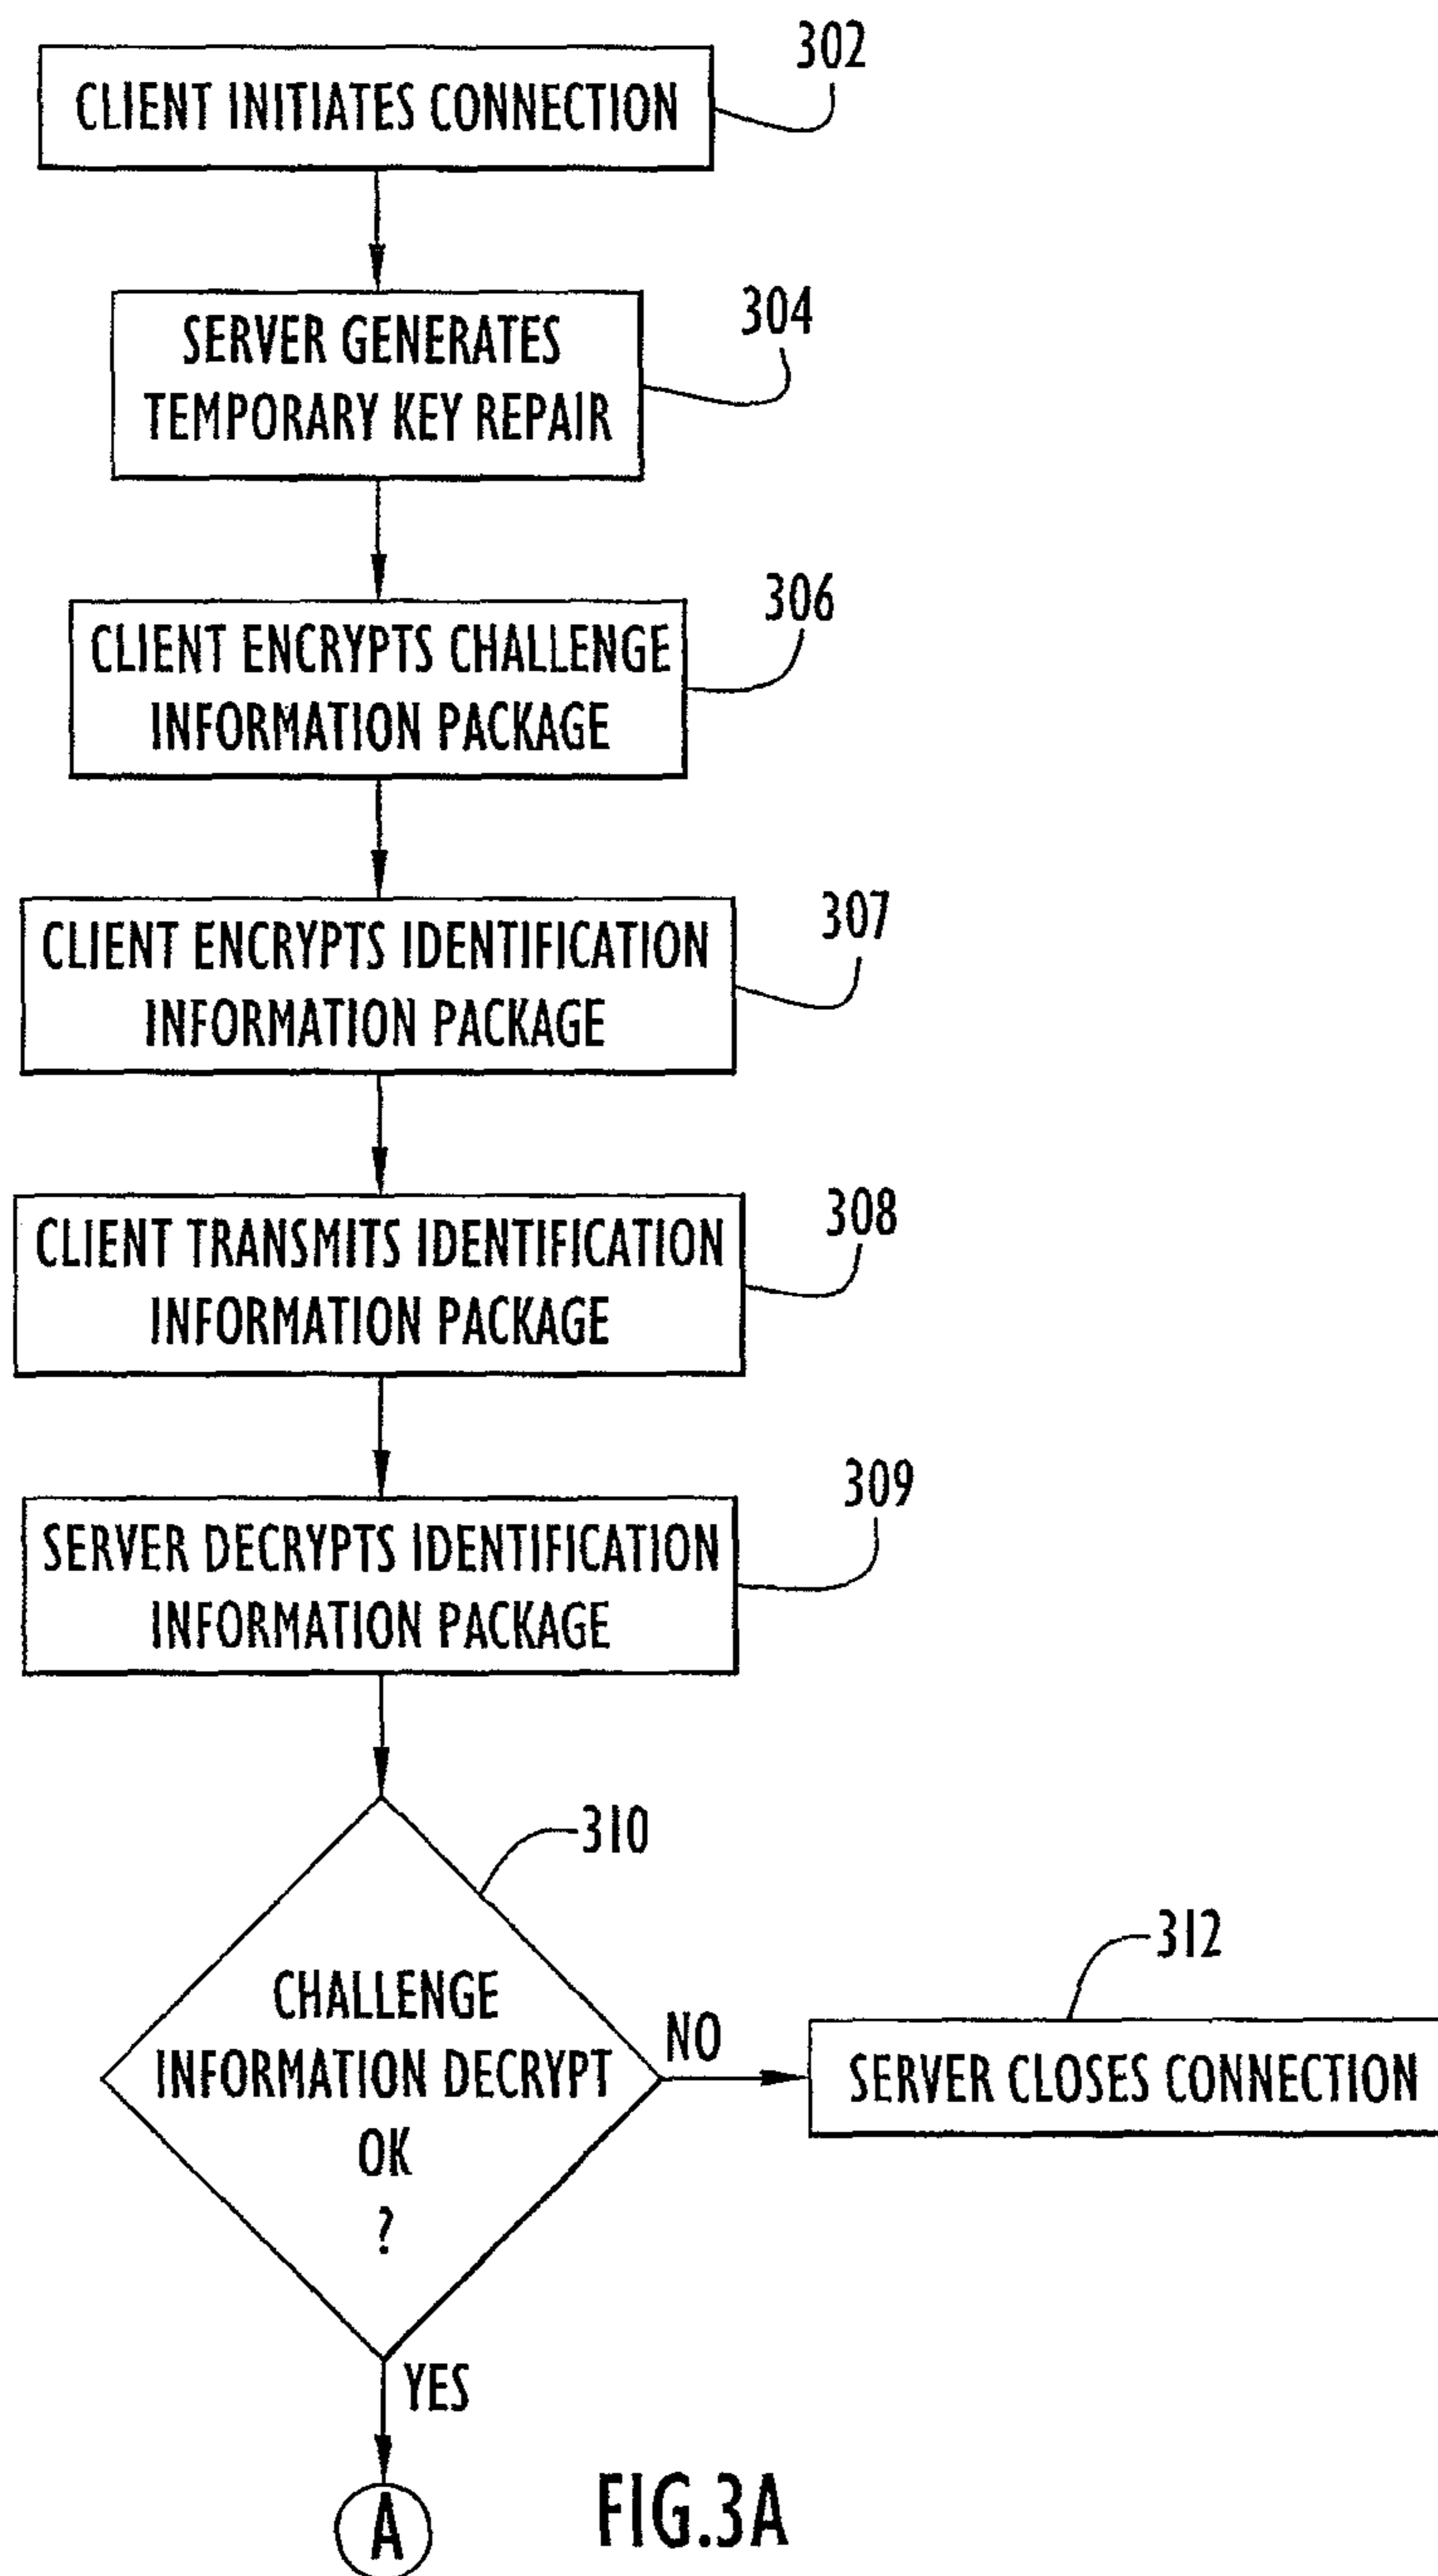 302
CLIENT INITIATES CONNECTION
304
SERVER GENERATES
TEMPORARY KEY REPAIR
306
CLIENT ENCRYPTS CHALLENGE
INFORMATION PACKAGE
307
CLIENT ENCRYPTS IDENTIFICATION
INFORMATION PACKAGE
308
CLIENT TRANSMITS IDENTIFICATION
INFORMATION PACKAGE
309
SERVER DECRYPTS IDENTIFICATION
INFORMATION PACKAGE
310
CHALLENGE
INFORMATION DECRYPT
OK
?
NO
312
SERVER CLOSES CONNECTION
YES
A
FIG.3A